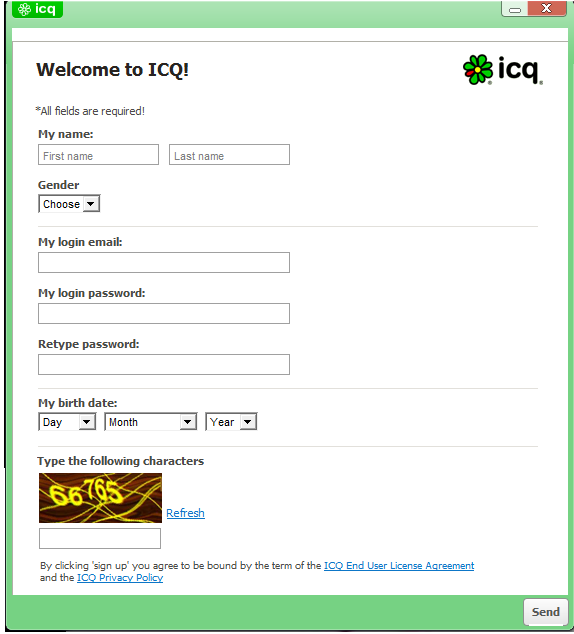 icq
X
Welcome to ICQ!
icq
*All fields are required!
My name:
First name Last name
Gender
Choose
My login email:
My login password:
Retype password:
My birth date:
Day Month Year
Type the following characters
66765
Refresh
By clicking 'sign up' you agree to be bound by the term of the ICQ End User License Agreement
and the ICQ Privacy Policy
Send